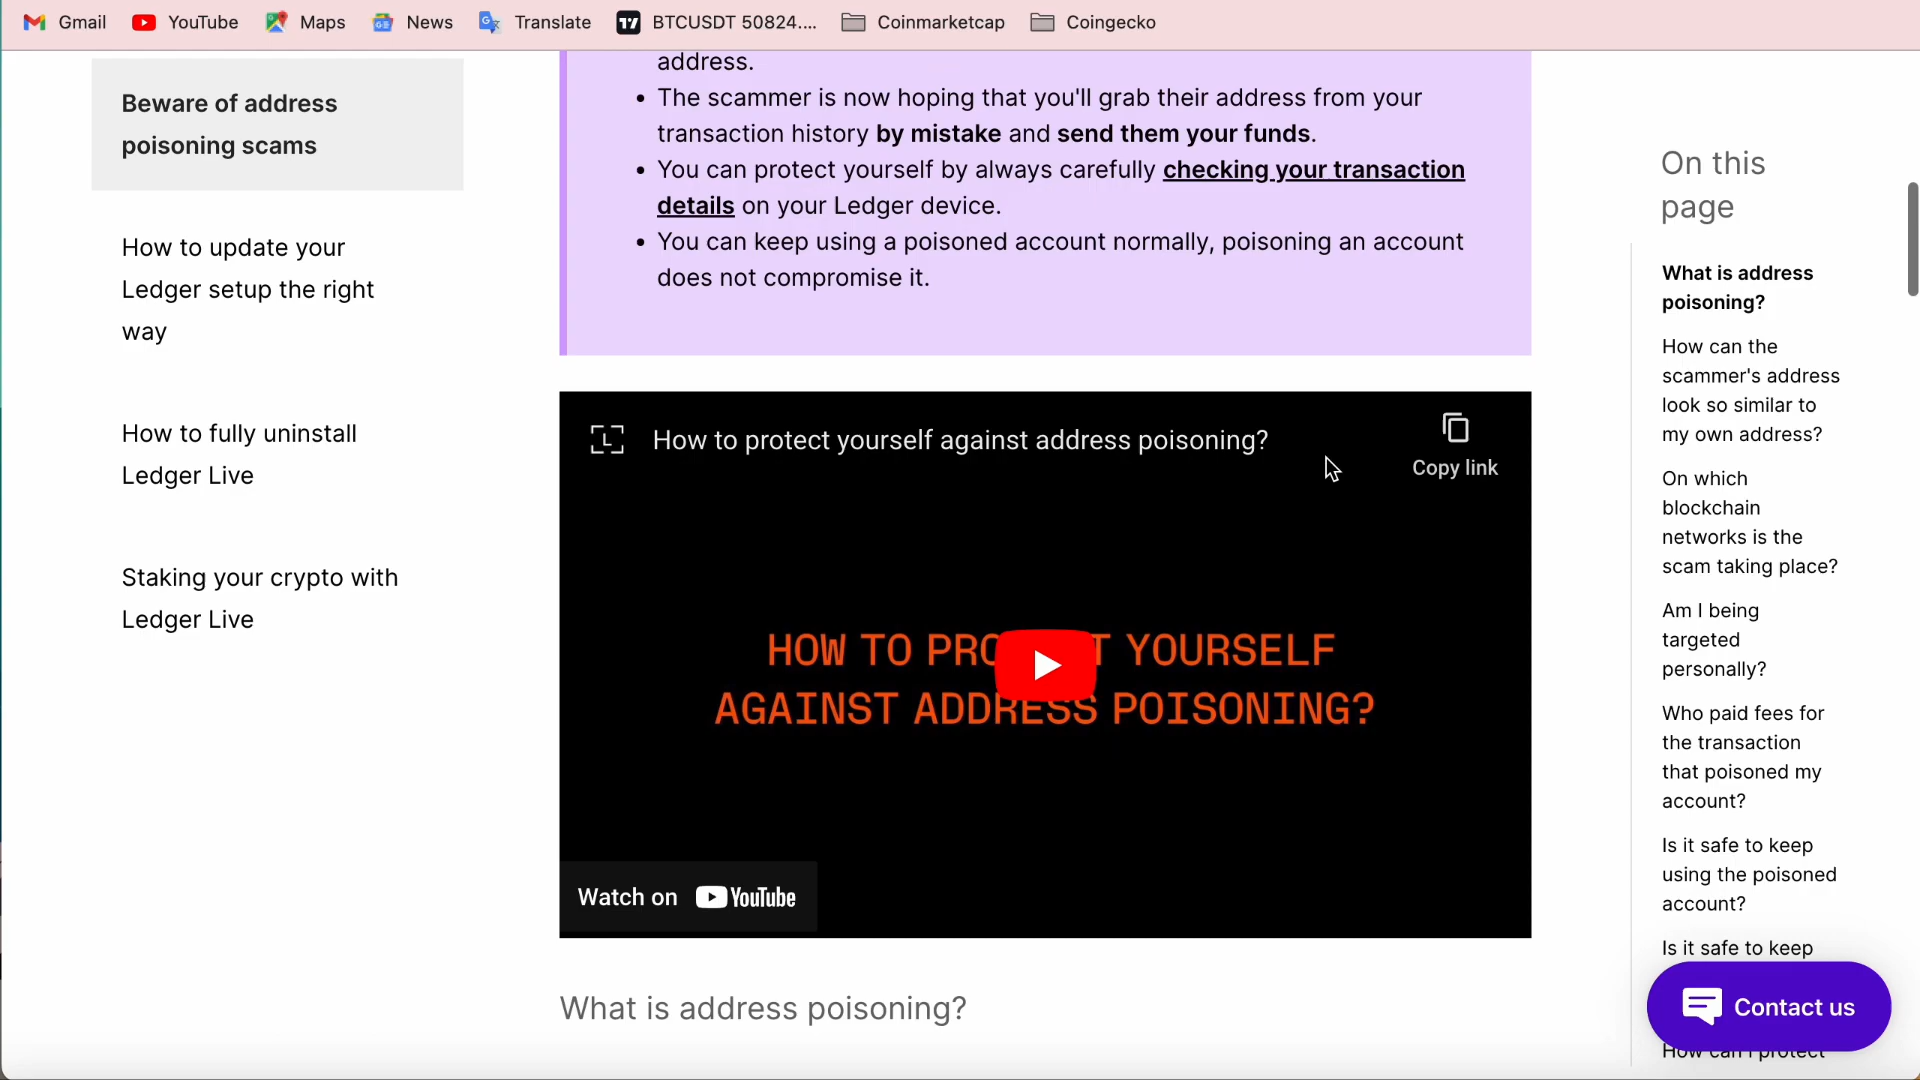 Gmail
YouTube
Maps
News
Translate
BTCUSDT 50824....
Coinmarketcap
Coingecko
Beware of address
poisoning scams
How to update your
Ledger setup the right
way
How to fully uninstall
Ledger Live
Staking your crypto with
Ledger Live
address.
• The scammer is now hoping that you'll grab their address from your
transaction history by mistake and send them your funds.
• You can protect yourself by always carefully checking your transaction
details on your Ledger device.
• You can keep using a poisoned account normally, poisoning an account
does not compromise it.
How to protect yourself against address poisoning?
Copy link
HOW TO PRO T YOURSELF
AGAINST ADDRESS POISONING?
Watch on YouTube
What is address poisoning?
On this
page
What is address
poisoning?
How can the
scammer's address
look so similar to
my own address?
On which
blockchain
networks is the
scam taking place?
Am I being
targeted
personally?
Who paid fees for
the transaction
that poisoned my
account?
Is it safe to keep
using the poisoned
account?
Is it safe to keep
Contact us
How can I protect